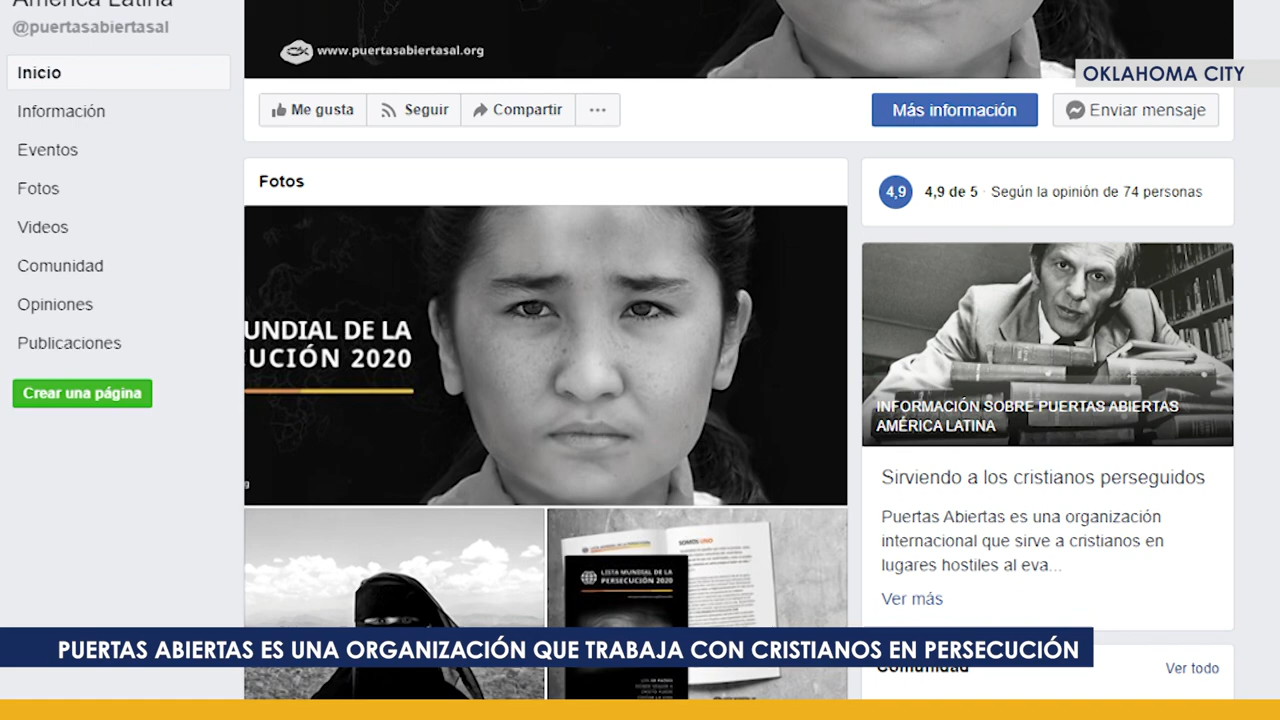 América Latina
@puertasabiertasal
Inicio
Información
Eventos
Fotos
Videos
Comunidad
Opiniones
Publicaciones
Crear una página
www.puertasabiertasal.org
OKLAHOMA CITY
Me gusta
Seguir
Compartir
Más información
Enviar mensaje
Fotos
UNDIAL DE LA
UCIÓN 2020
SOMOS UNO
LISTA MUNDIAL DE LA
PERSECUCIÓN 2020
4,9
4,9 de 5 · Según la opinión de 74 personas
INFORMACIÓN SOBRE PUERTAS ABIERTAS
AMÉRICA LATINA
Sirviendo a los cristianos perseguidos
Puertas Abiertas es una organización
internacional que sirve a cristianos en
lugares hostiles al eva...
Ver más
Comunidad
Ver todo
PUERTAS ABIERTAS ES UNA ORGANIZACIÓN QUE TRABAJA CON CRISTIANOS EN PERSECUCIÓN